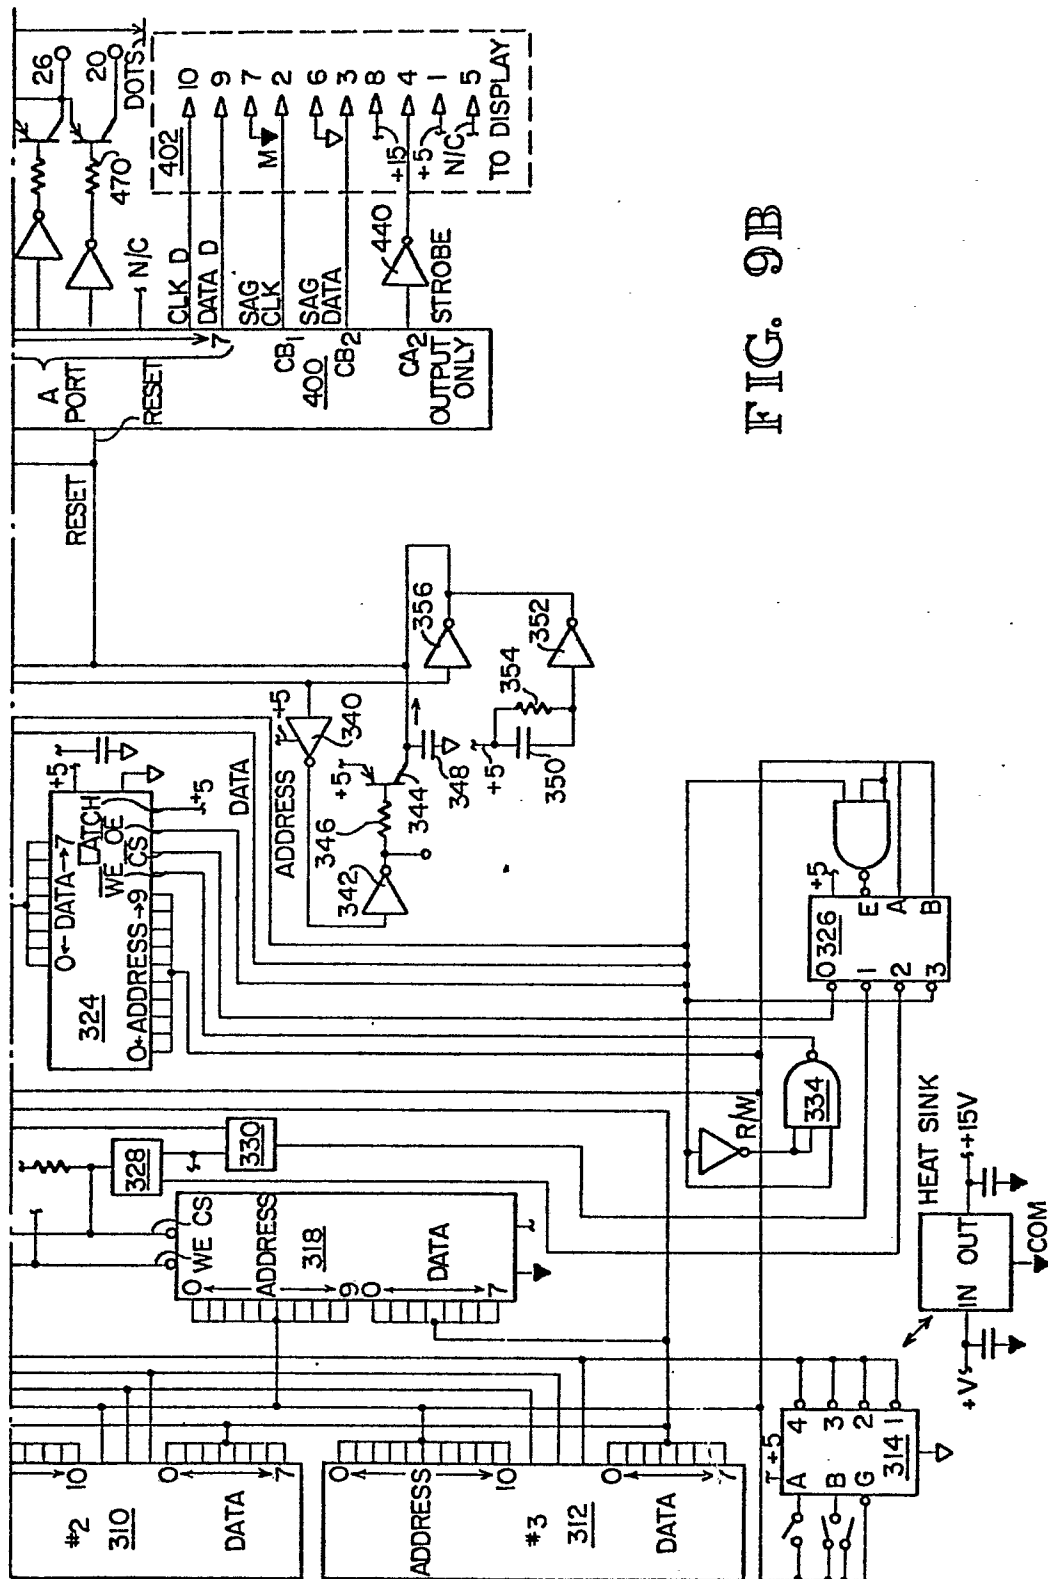 26
20
DOTS
470
N/C
402
10
9
7
2
6
3
8
4
1
5
M
+15
+5
N/C
TO DISPLAY
CLK D
DATA D
SAG CLK
SAG DATA
440
STROBE
A PORT
7
RESET
CB1
400
CB2
CA2
OUTPUT ONLY
RESET
FIG. 9B
356
352
354
+5
350
+5
340
ADDRESS
+5
346
344
348
342
DATA
+5
0←DATA→7
LATCH
OE
WE
CS
+5
324
0←ADDRESS→9
+5
0
326
E
1
A
2
B
3
334
R/W
328
330
WE
CS
0
ADDRESS
9
318
0
DATA
7
HEAT SINK
+15V
IN OUT
COM
+V
#2
310
10
0
DATA
7
0
ADDRESS
10
#3
312
0
DATA
7
+5
A
4
B
3
G
2
314
1